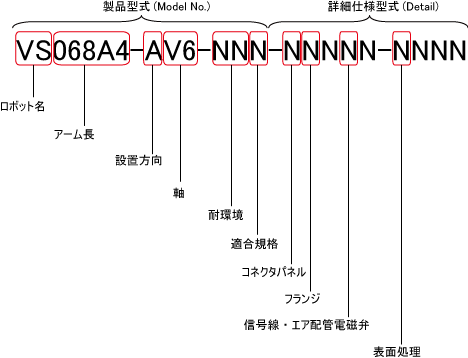 製品型式 (Model No.) 詳細仕様型式 (Detail)
VS068A4-AV6-NNN-NNNNN-NNNN
ロボット名
アーム長
設置方向
軸
耐環境
適合規格
コネクタパネル
フランジ
信号線・エア配管電磁弁
表面処理